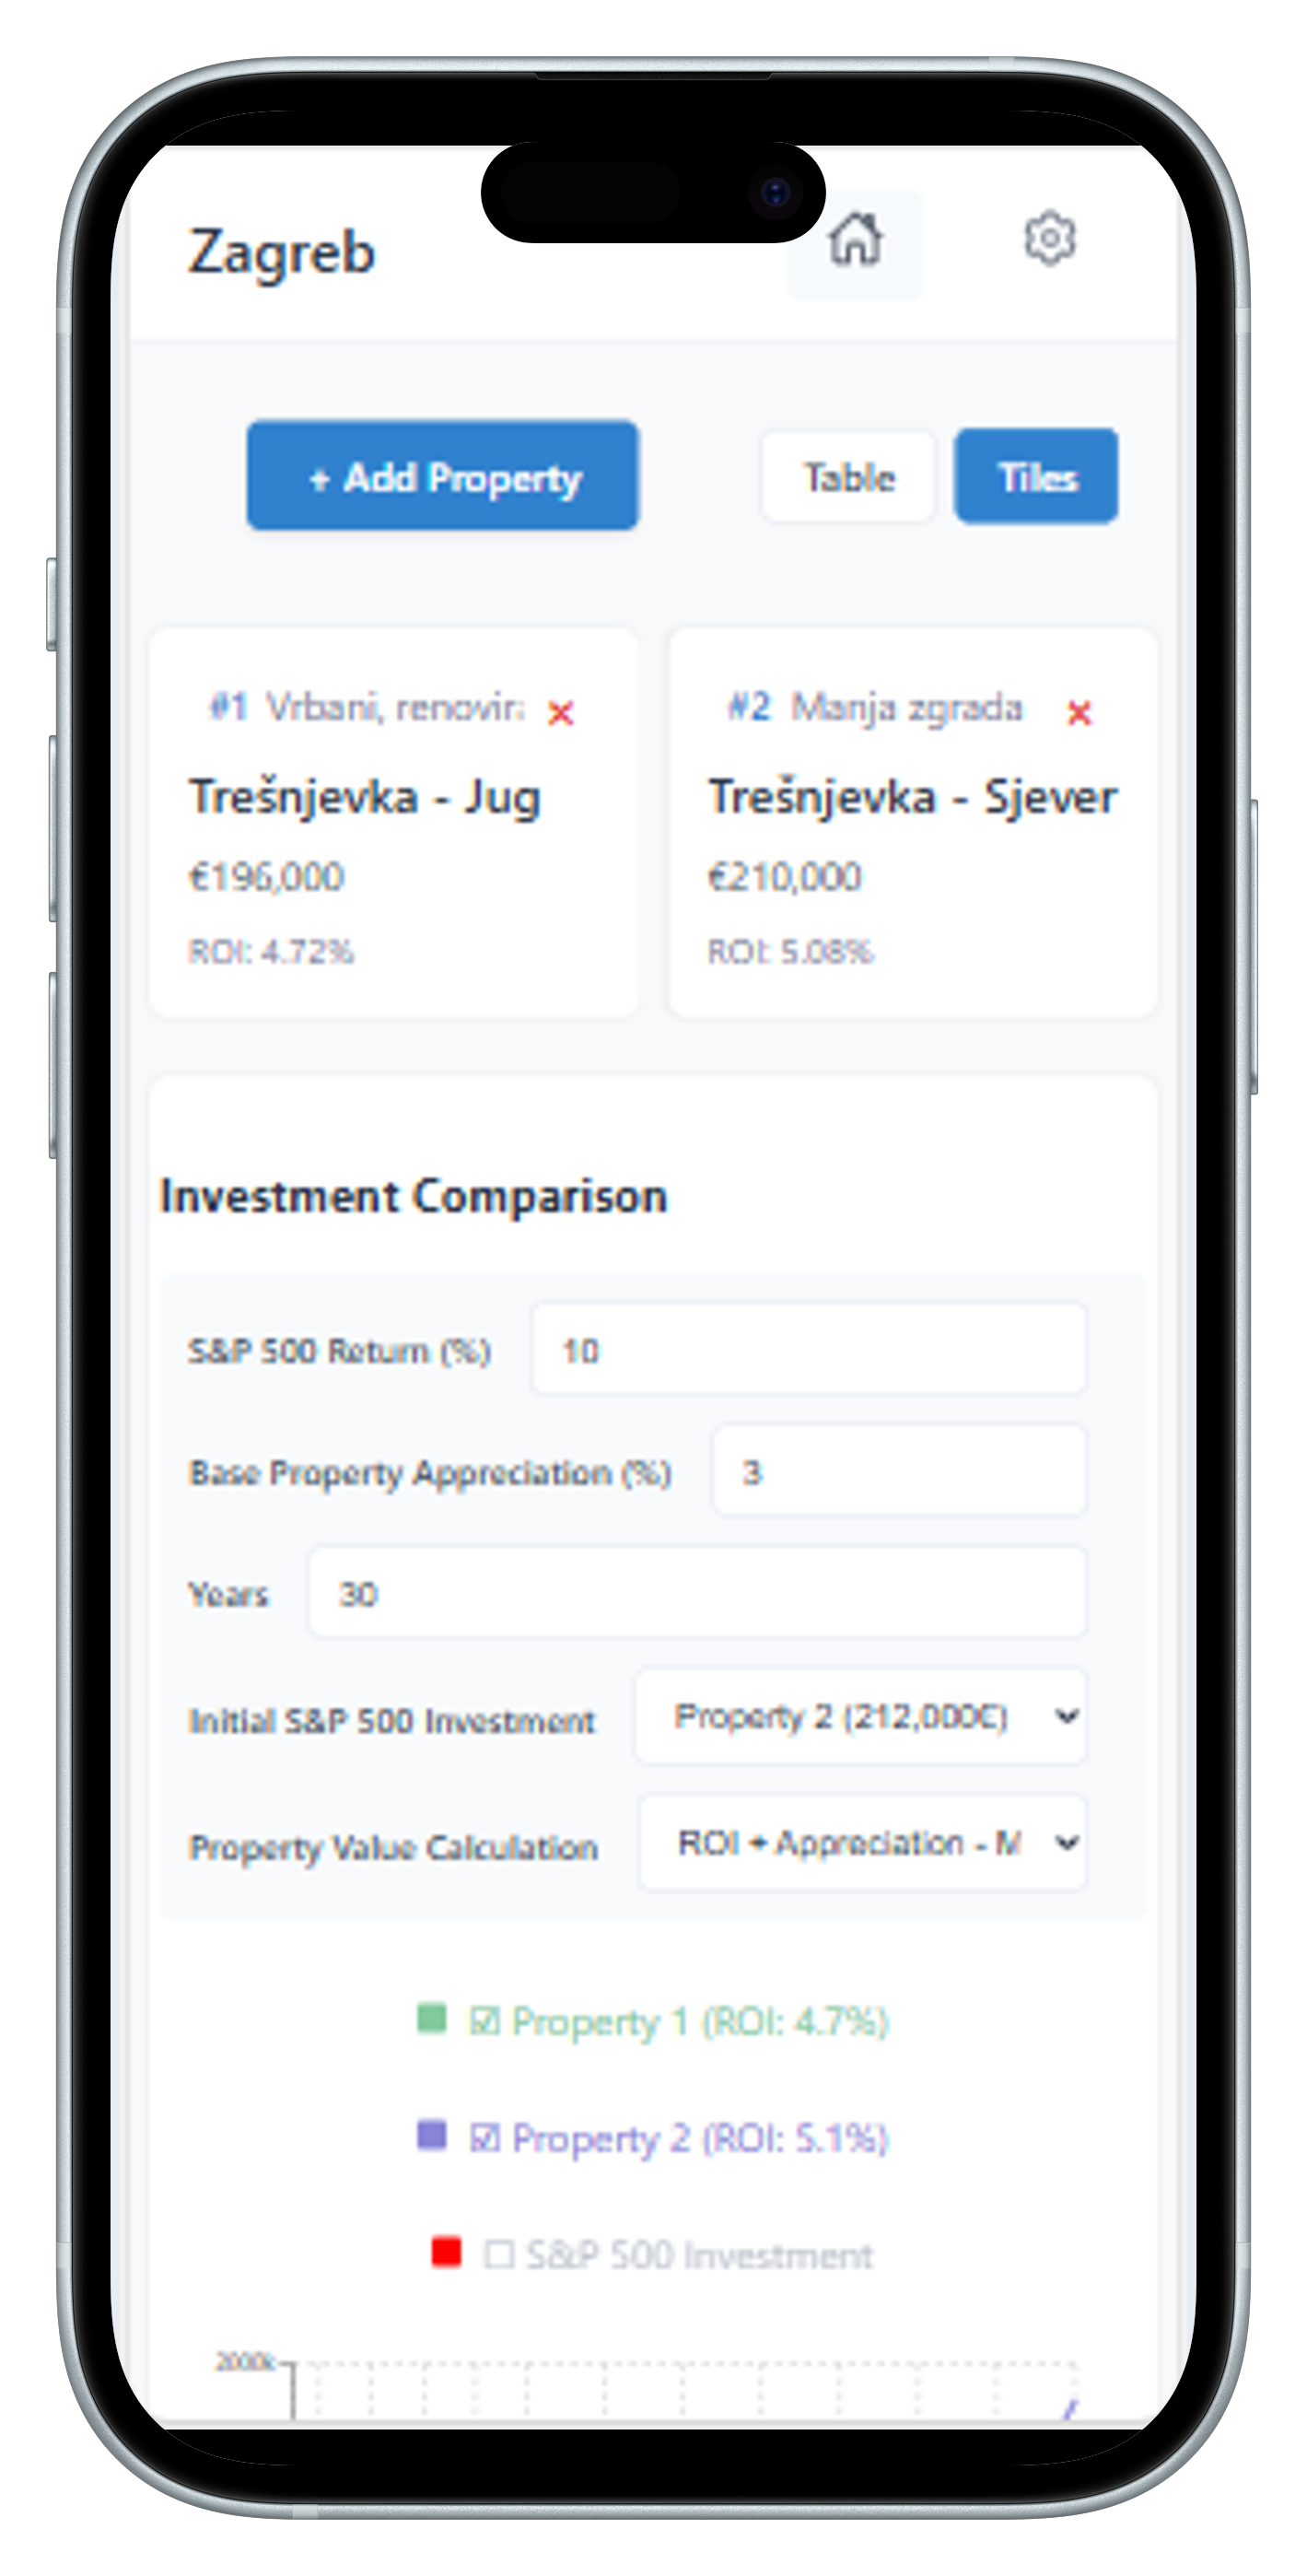 Zagreb
+ Add Property Table Tiles
#1 Vrbani, renovir
Trešnjevka - Jug
€196,000
ROI: 4.72%
#2 Manja zgrada
Trešnjevka - Sjever
€210,000
ROI: 5.08%
Investment Comparison
S&P 500 Return (%) 10
Base Property Appreciation (%) 3
Years 30
Initial S&P 500 Investment Property 2 (212,000€)
Property Value Calculation ROI + Appreciation - M
Property 1 (ROI: 4.7%)
Property 2 (ROI: 5.1%)
S&P 500 Investment
2000k